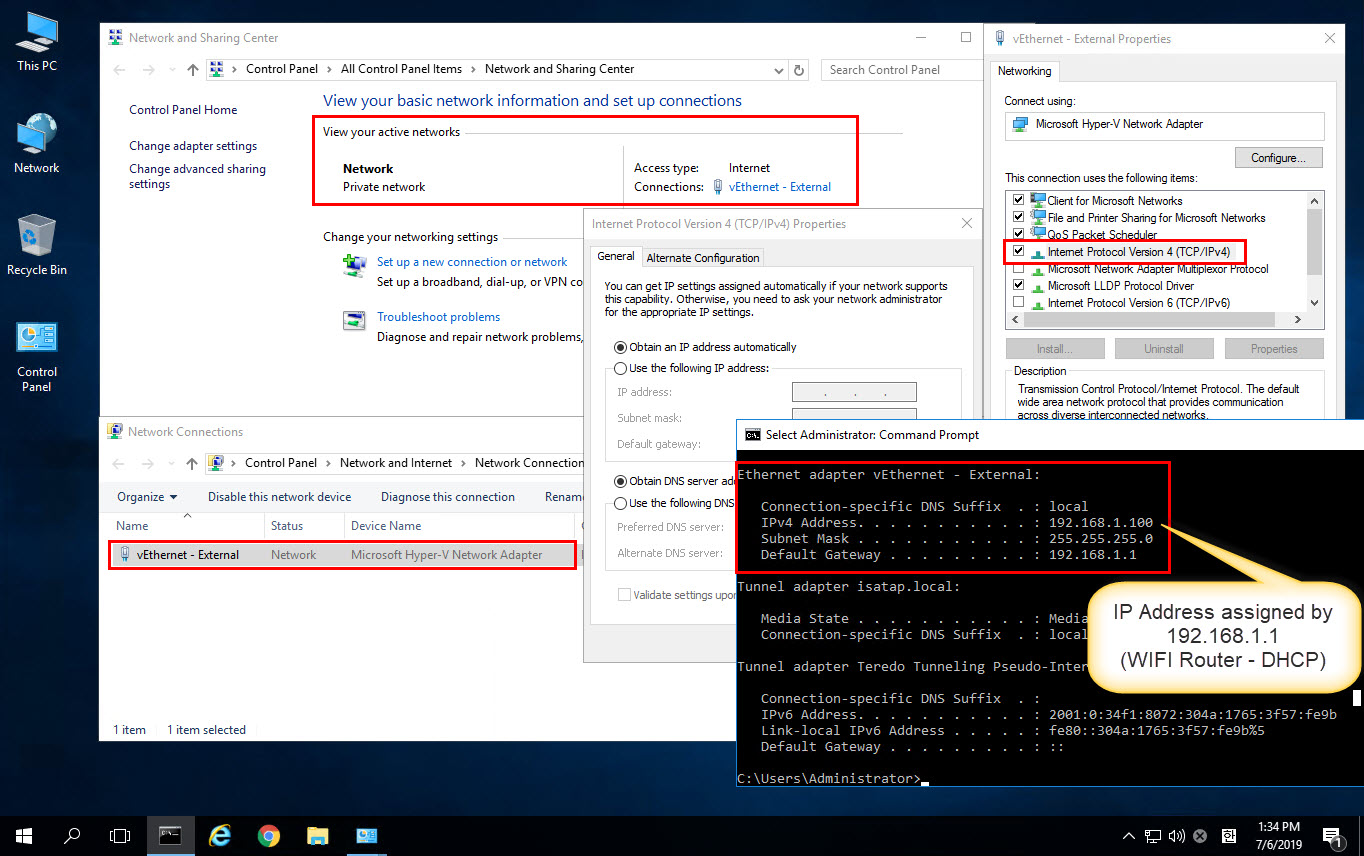 This PC
Network
Recycle Bin
Control
Panel
Network and Sharing Center
Control Panel
All Control Panel Items
Network and Sharing Center
Search Control Panel
Control Panel Home
Change adapter settings
Change advanced sharing
settings
View your basic network information and set up connections
View your active networks
Network
Private network
Access type:
Internet
Connections:
vEthernet - External
Change your networking settings
Set up a new connection or network
Set up a broadband, dial-up, or VPN co
Troubleshoot problems
Diagnose and repair network problems,
vEthernet - External Properties
Networking
Connect using:
Microsoft Hyper-V Network Adapter
Configure...
This connection uses the following items:
Client for Microsoft Networks
File and Printer Sharing for Microsoft Networks
QoS Packet Scheduler
Internet Protocol Version 4 (TCP/IPv4)
Microsoft Network Adapter Multiplexor Protocol
Microsoft LLDP Protocol Driver
Internet Protocol Version 6 (TCP/IPv6)
Install...
Uninstall
Properties
Description
Transmission Control Protocol/Internet Protocol. The default
wide area network protocol that provides communication
across diverse interconnected networks.
Internet Protocol Version 4 (TCP/IPv4) Properties
General
Alternate Configuration
You can get IP settings assigned automatically if your network supports
this capability. Otherwise, you need to ask your network administrator
for the appropriate IP settings.
Obtain an IP address automatically
Use the following IP address:
IP address:
. . .
Subnet mask:
Default gateway:
Obtain DNS server add
Use the following DNS
Preferred DNS server:
Alternate DNS server:
Validate settings upon
Network Connections
Control Panel
Network and Internet
Network Connection
Organize
Disable this network device
Diagnose this connection
Rename
Name
Status
Device Name
vEthernet - External
Network
Microsoft Hyper-V Network Adapter
1 item
1 item selected
Select Administrator: Command Prompt
Ethernet adapter vEthernet - External:
Connection-specific DNS Suffix . : local
IPv4 Address. . . . . . . . . . . : 192.168.1.100
Subnet Mask . . . . . . . . . . . : 255.255.255.0
Default Gateway . . . . . . . . . : 192.168.1.1
Tunnel adapter isatap.local:
Media State . . . . . . . . . . . : Media
Connection-specific DNS Suffix . : local
Tunnel adapter Teredo Tunneling Pseudo-Inter
Connection-specific DNS Suffix . :
IPv6 Address. . . . . . . . . . . : 2001:0:34f1:8072:304a:1765:3f57:fe9b
Link-local IPv6 Address . . . . . : fe80::304a:1765:3f57:fe9b%5
Default Gateway . . . . . . . . . : ::
C:\Users\Administrator>
IP Address assigned by
192.168.1.1
(WIFI Router - DHCP)
1:34 PM
7/6/2019
1